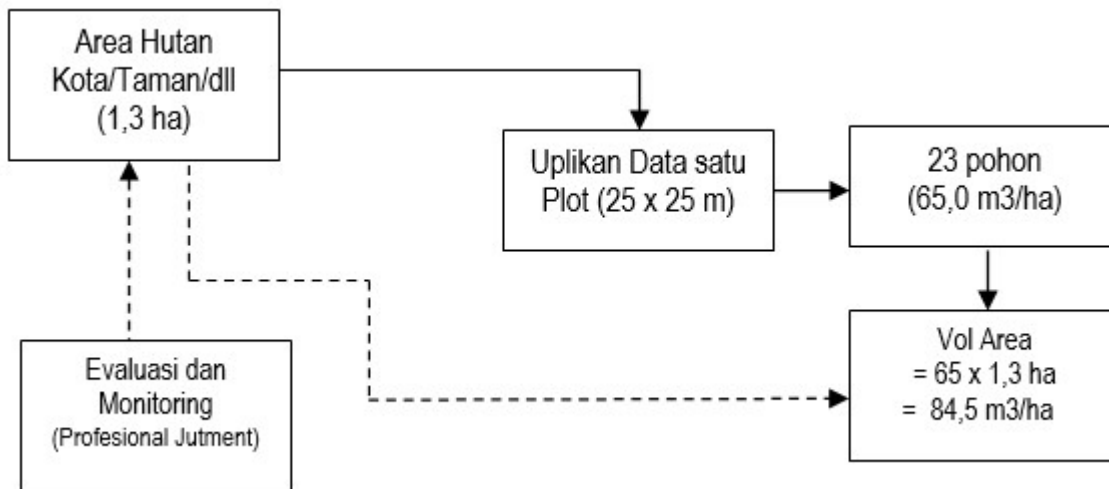 Area Hutan
Kota/Taman/dll
(1,3 ha)
Uplikan Data satu
Plot (25 x 25 m)
23 pohon
(65,0 m3/ha)
Vol Area
= 65 x 1,3 ha
= 84,5 m3/ha
Evaluasi dan
Monitoring
(Profesional Jutment)